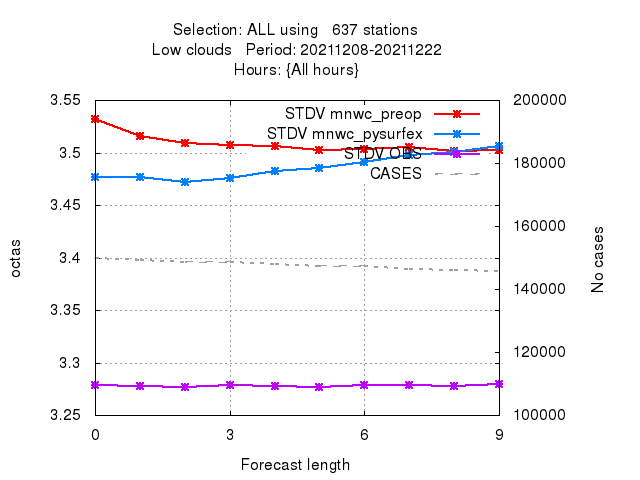 Selection: ALL using   637 stations
Low clouds   Period: 20211208-20211222
Hours: {All hours}
3.55
3.5
3.45
3.4
3.35
3.3
3.25
octas
200000
180000
160000
140000
120000
100000
No cases
STDV mnwc_preop
STDV mnwc_pysurfex
STDV OBS
CASES
0 3 6 9
Forecast length